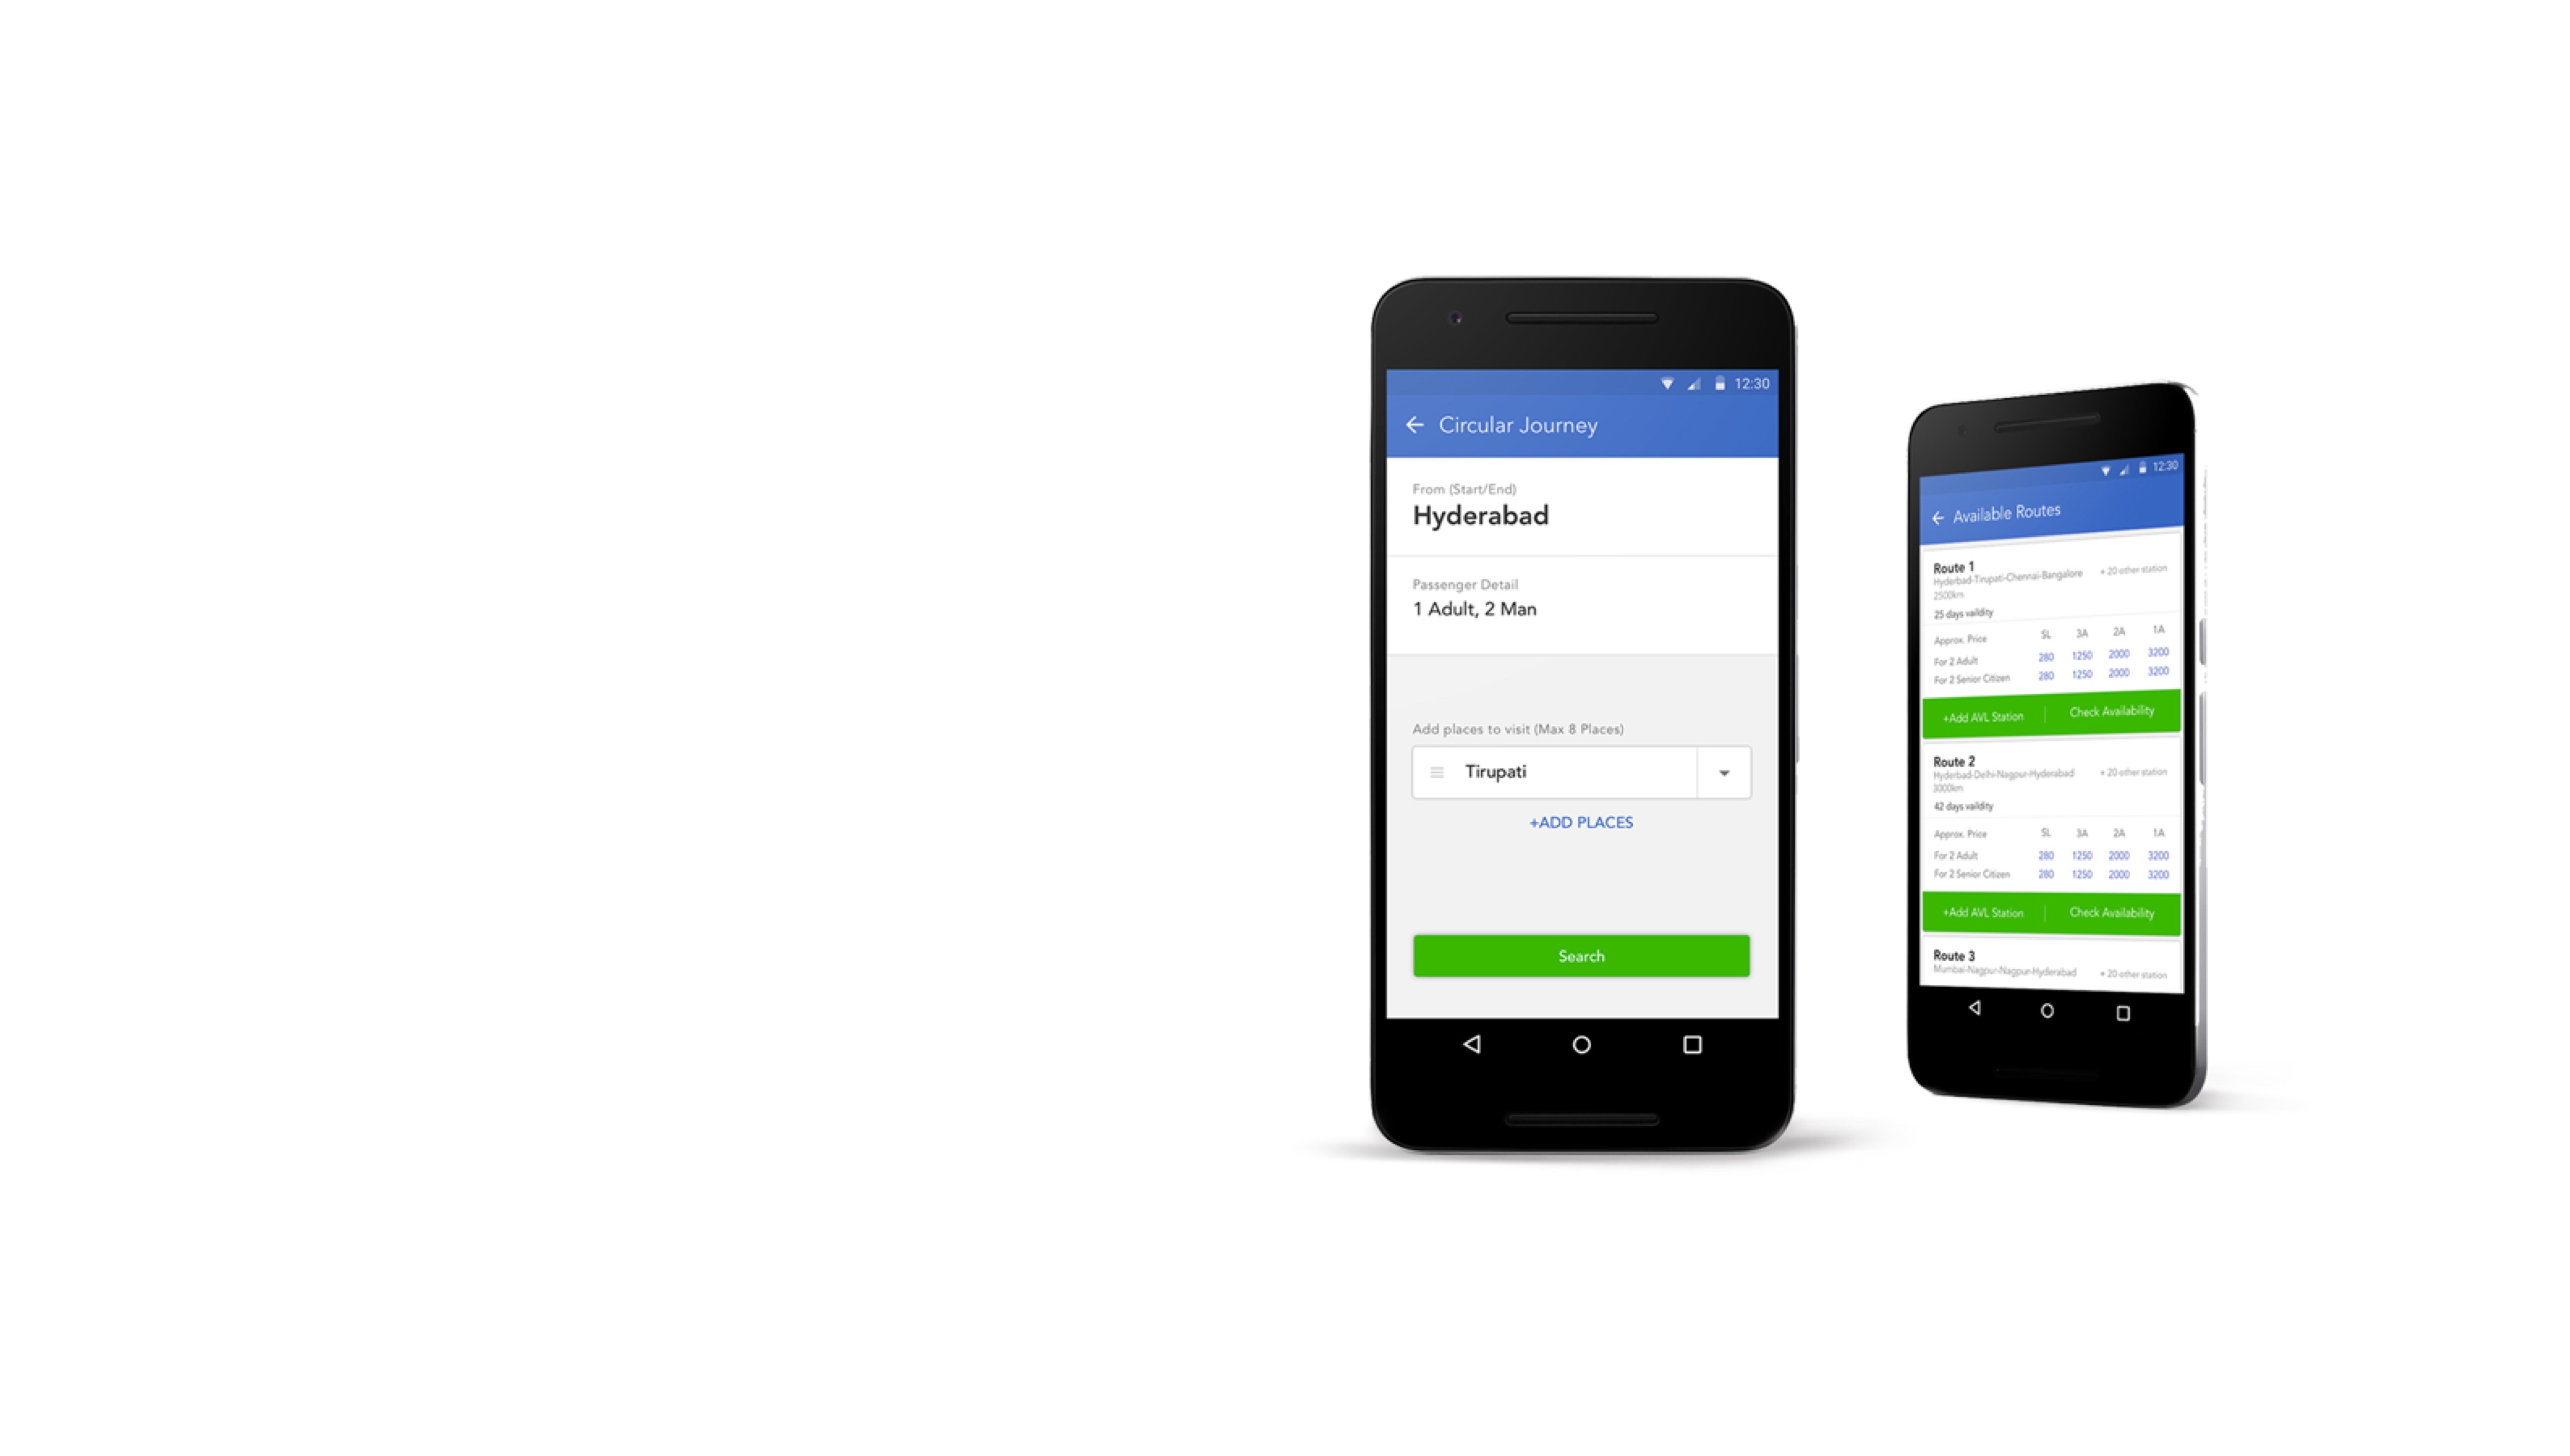 12:30
Circular Journey
From (Start/End)
Hyderabad
Passenger Detail
1 Adult, 2 Man
Add places to visit (Max 8 Places)
Tirupati
+ADD PLACES
Search
12:30
Available Routes
Route 1
Hyderbad-Tirupati-Chennai-Bangalore + 20 other station
2500km
25 days vaildity
Approx. Price SL 3A 2A 1A
For 2 Adult 280 1250 2000 3200
For 2 Senior Citizen 280 1250 2000 3200
+Add AVL Station Check Availability
Route 2
Hyderbad-Delhi-Nagpur-Hyderabad + 20 other station
3000km
42 days vaildity
Approx. Price SL 3A 2A 1A
For 2 Adult 280 1250 2000 3200
For 2 Senior Citizen 280 1250 2000 3200
+Add AVL Station Check Availability
Route 3
Mumbai-Nagpur-Nagpur-Hyderabad + 20 other station